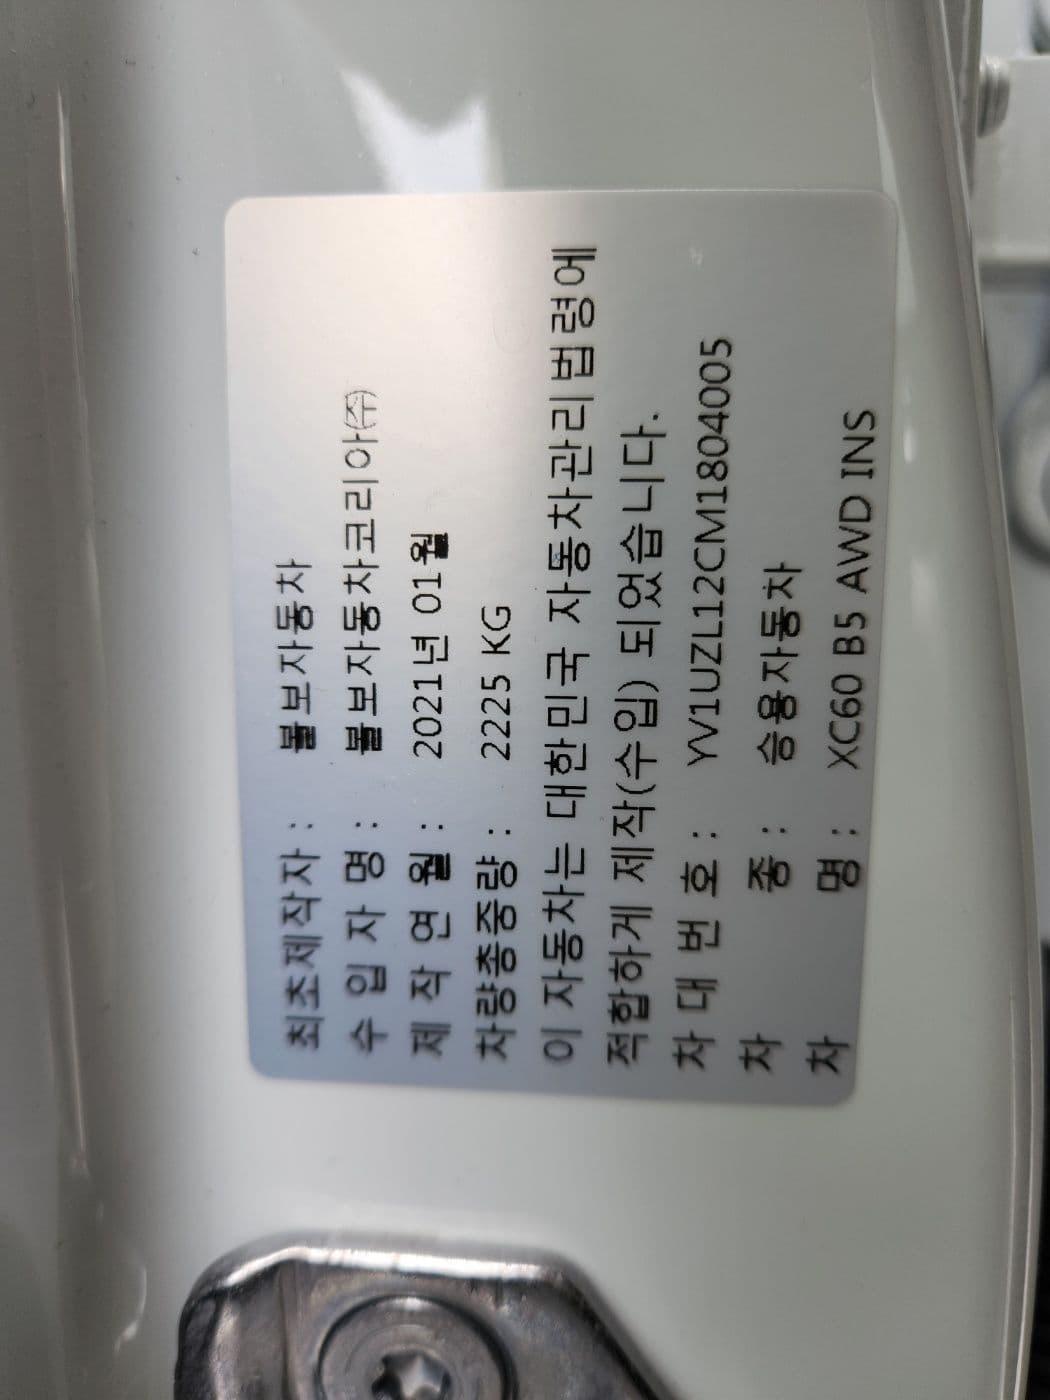 최초제작자 : 볼보자동차
수 입 자 명 : 볼보자동차코리아㈜
제 작 연 월 : 2021년 01월
차량총중량 : 2225 KG
이 자동차는 대한민국 자동차관리법령에
적합하게 제작(수입) 되었습니다.
차 대 번 호 : YV1UZL12CM1804005
차 종 : 승용자동차
차 명 : XC60 B5 AWD INS